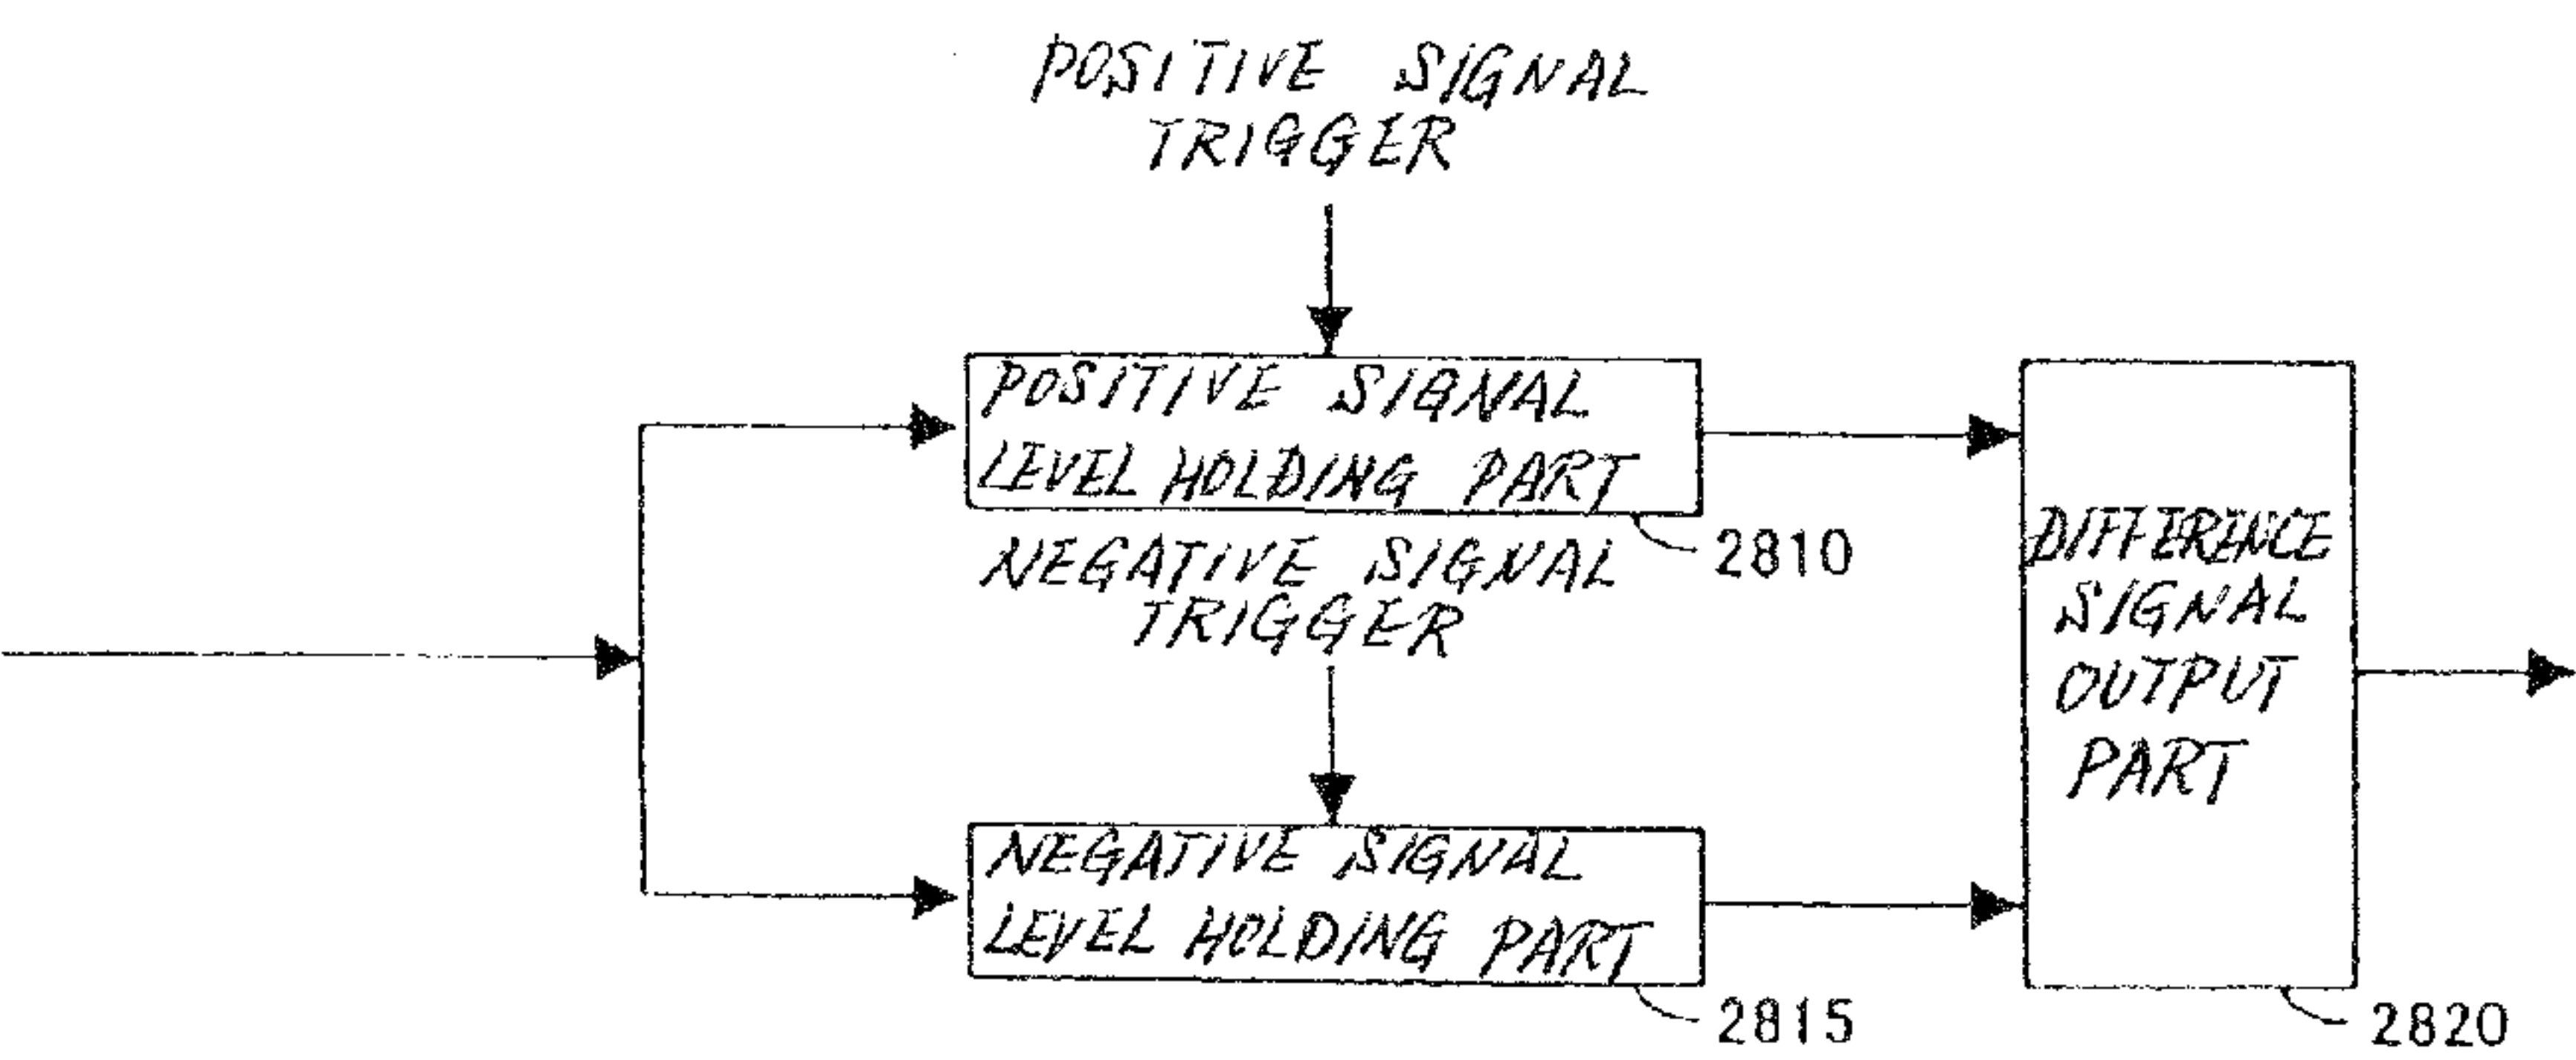 POSITIVE SIGNAL
TRIGGER
POSITIVE SIGNAL
LEVEL HOLDING PART
2810
NEGATIVE SIGNAL
TRIGGER
NEGATIVE SIGNAL
LEVEL HOLDING PART
2815
DIFFERENCE
SIGNAL
OUTPUT
PART
2820